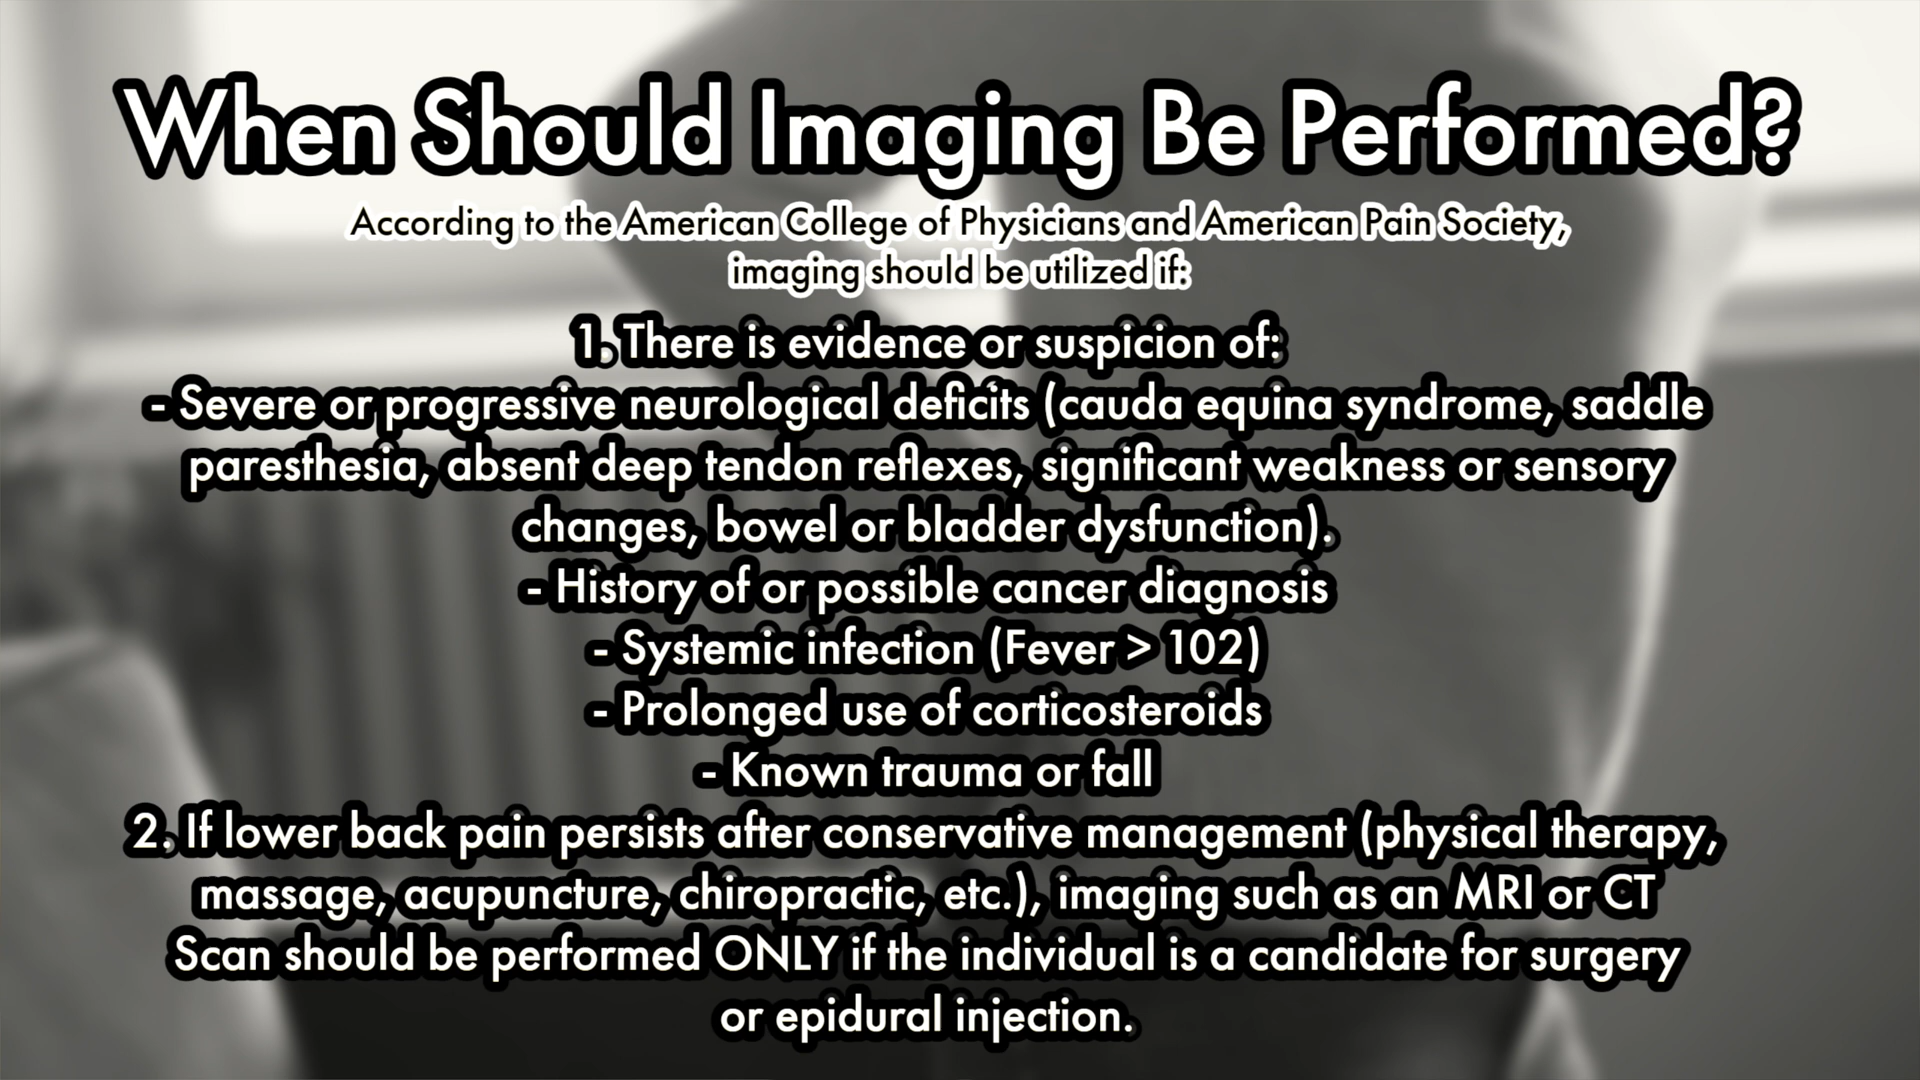 When Should Imaging Be Performed?
According to the American College of Physicians and American Pain Society,
imaging should be utilized if:
1. There is evidence or suspicion of:
- Severe or progressive neurological deficits (cauda equina syndrome, saddle
paresthesia, absent deep tendon reflexes, significant weakness or sensory
changes, bowel or bladder dysfunction).
- History of or possible cancer diagnosis
- Systemic infection (Fever > 102)
- Prolonged use of corticosteroids
- Known trauma or fall
2. If lower back pain persists after conservative management (physical therapy,
massage, acupuncture, chiropractic, etc.), imaging such as an MRI or CT
Scan should be performed ONLY if the individual is a candidate for surgery
or epidural injection.